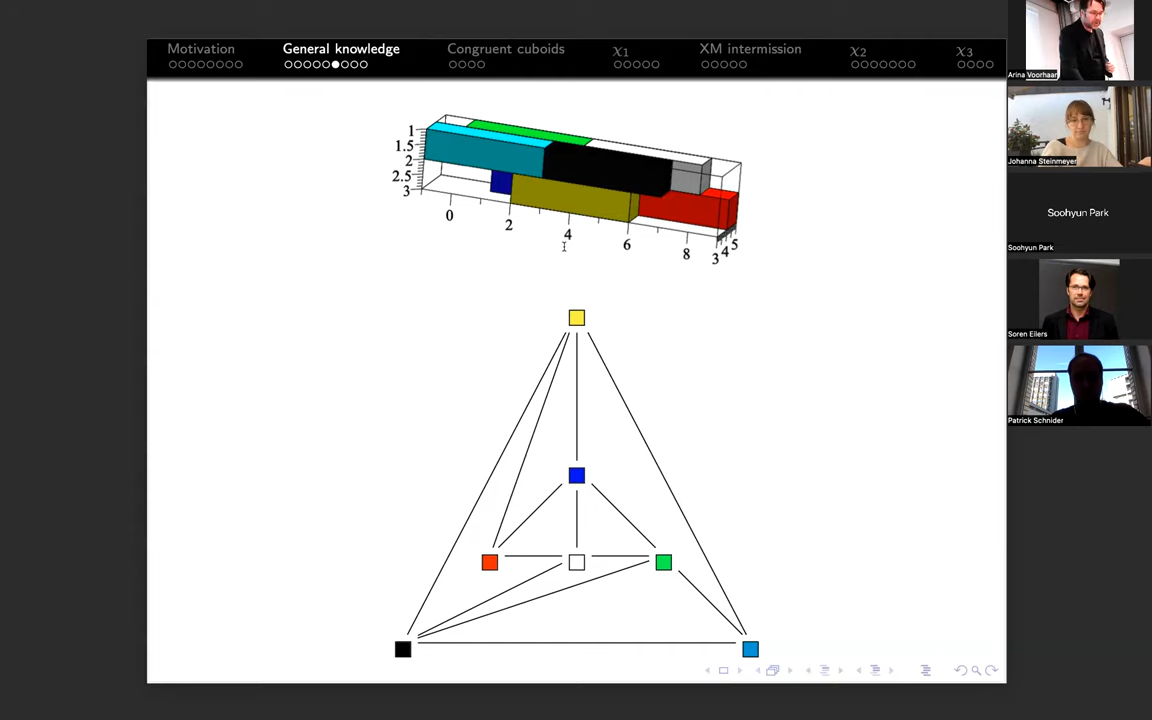 Motivation General knowledge Congruent cuboids χ1 XM intermission χ2 χ3
1
1.5
2
2.5
3
0 2 4 6 8 3 4 5
Arina Voorhaar
Johanna Steinmeyer
Soohyun Park
Soohyun Park
Soren Eilers
Patrick Schnider